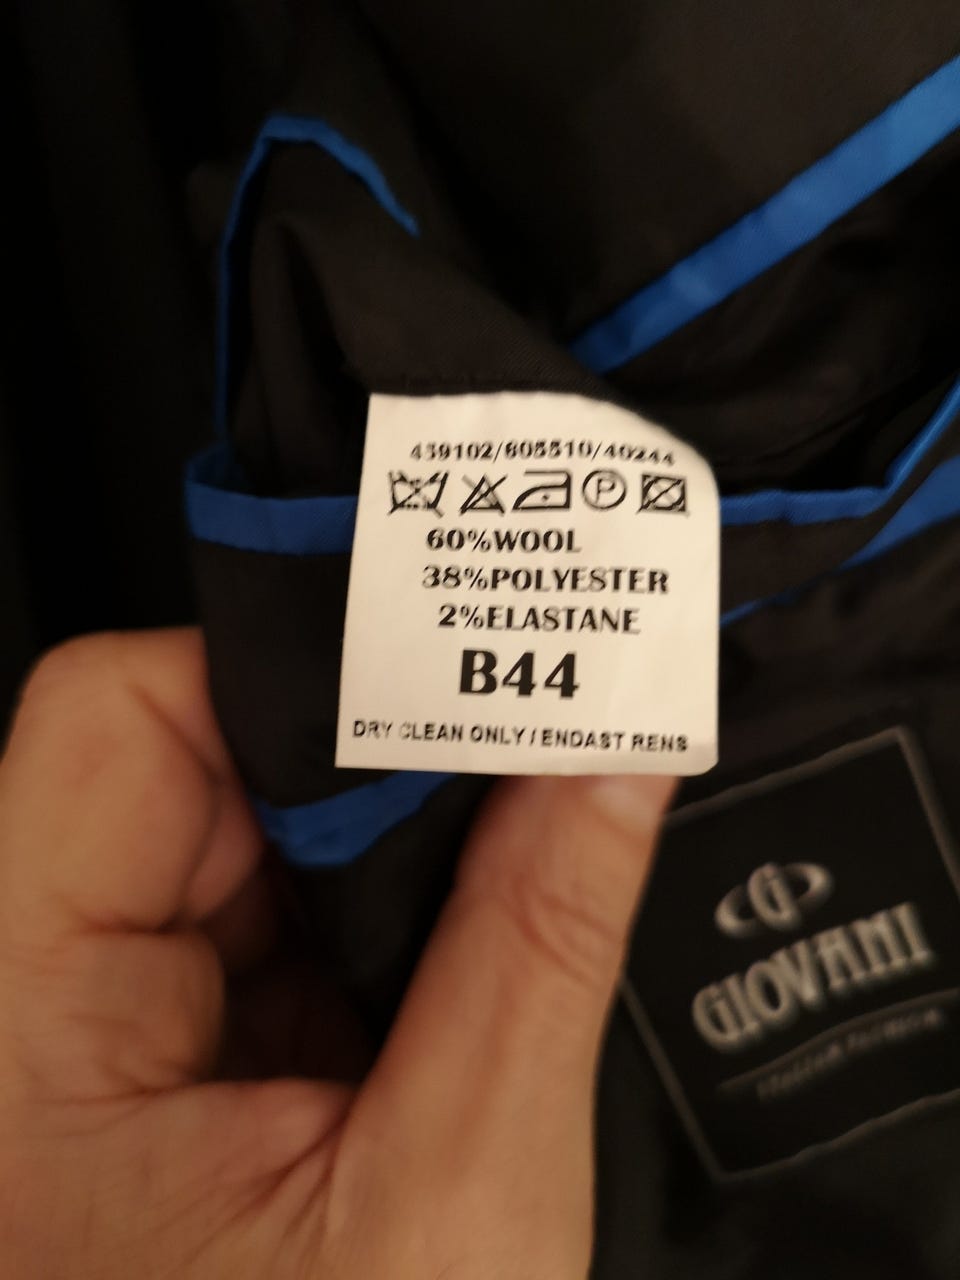 439102/605510/40244
P
60%WOOL
38%POLYESTER
2%ELASTANE
B44
DRY CLEAN ONLY / ENDAST RENS
G
GIOVANI